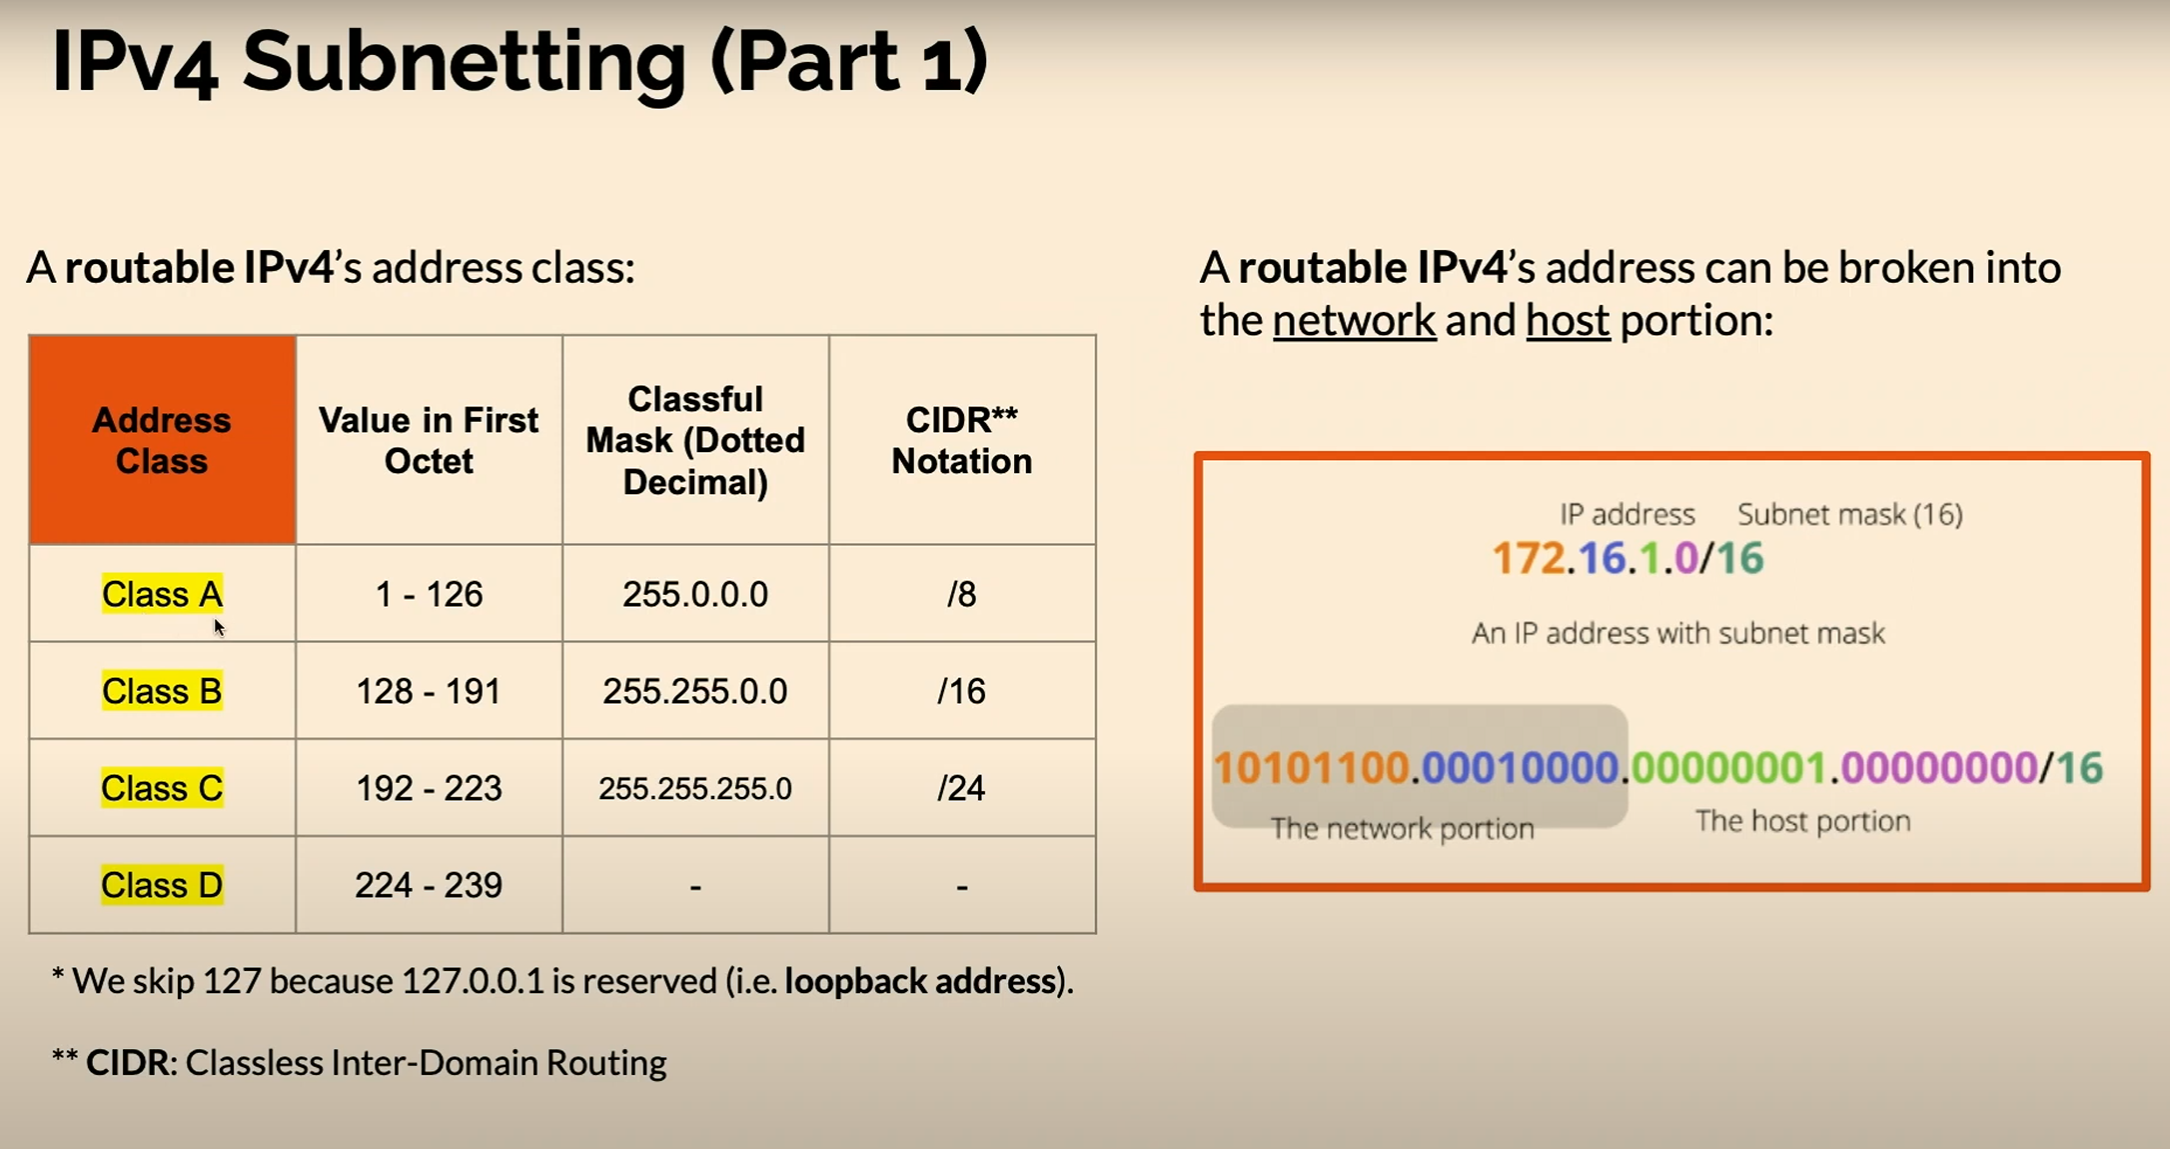 IPv4 Subnetting (Part 1)
A routable IPv4's address class:
Address
Class
Value in First
Octet
Classful
Mask (Dotted
Decimal)
CIDR**
Notation
Class A
1 - 126
255.0.0.0
/8
Class B
128 - 191
255.255.0.0
/16
Class C
192 - 223
255.255.255.0
/24
Class D
224 - 239
-
-
* We skip 127 because 127.0.0.1 is reserved (i.e. loopback address).
** CIDR: Classless Inter-Domain Routing
A routable IPv4's address can be broken into
the network and host portion:
IP address Subnet mask (16)
172.16.1.0/16
An IP address with subnet mask
10101100.00010000.00000001.00000000/16
The network portion The host portion